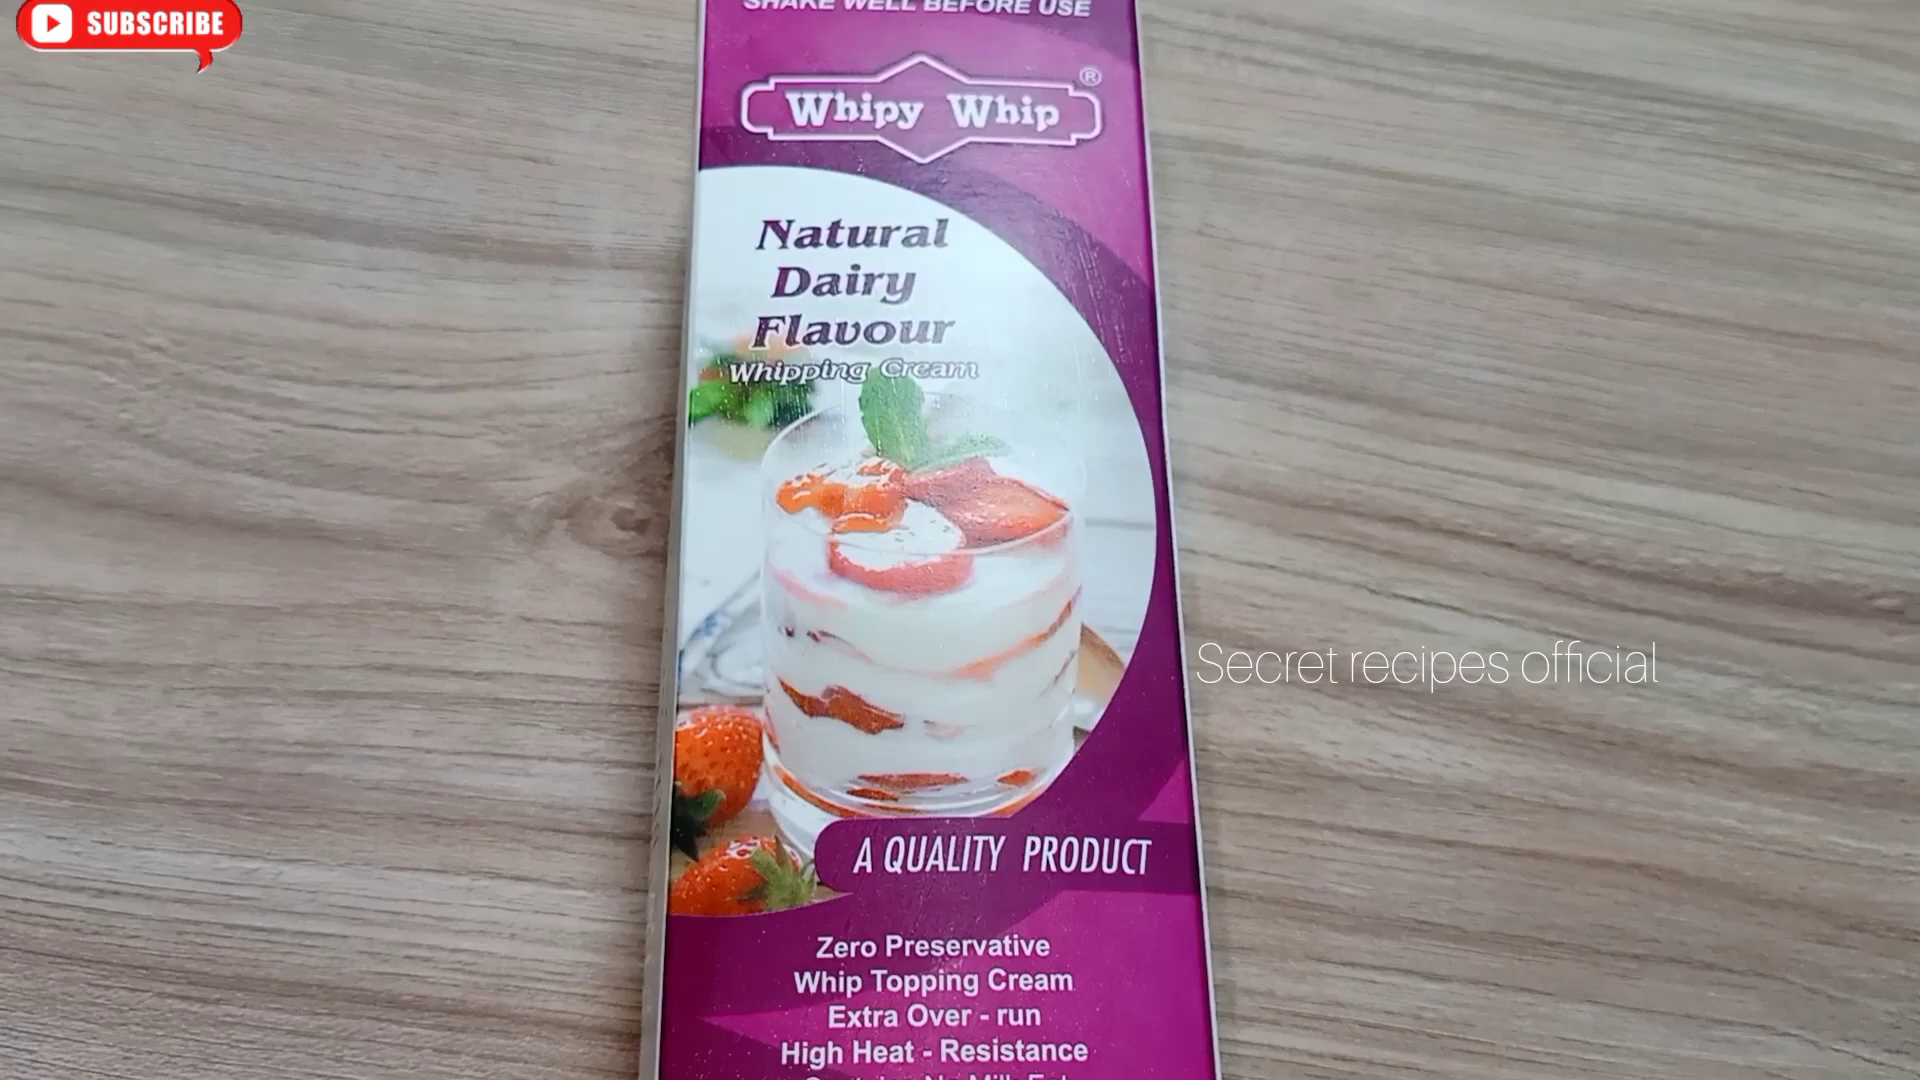 SUBSCRIBE
SHAKE WELL BEFORE USE
Whipy Whip
®
Natural
Dairy
Flavour
Whipping Cream
Secret recipes official
A QUALITY PRODUCT
Zero Preservative
Whip Topping Cream
Extra Over - run
High Heat - Resistance